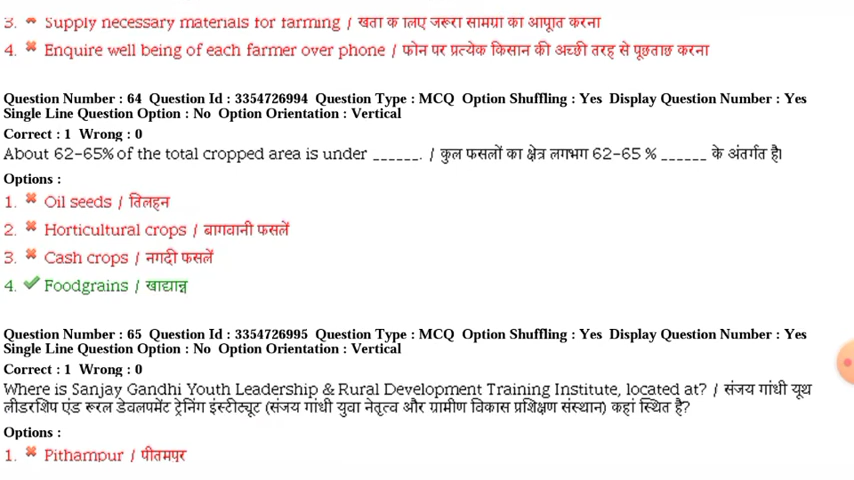 3. Supply necessary materials for farming / खेती के लिए जरूरी सामग्री की आपूर्ति करना
4. Enquire well being of each farmer over phone / फोन पर प्रत्येक किसान की अच्छी तरह से पूछताछ करना
Question Number : 64 Question Id : 3354726994 Question Type : MCQ Option Shuffling : Yes Display Question Number : Yes
Single Line Question Option : No Option Orientation : Vertical
Correct : 1 Wrong : 0
About 62-65% of the total cropped area is under ______. / कुल फसलों का क्षेत्र लगभग 62-65 % ______ के अंतर्गत है।
Options :
1. Oil seeds / तिलहन
2. Horticultural crops / बागवानी फसलें
3. Cash crops / नगदी फसलें
4. Foodgrains / खाद्यान्न
Question Number : 65 Question Id : 3354726995 Question Type : MCQ Option Shuffling : Yes Display Question Number : Yes
Single Line Question Option : No Option Orientation : Vertical
Correct : 1 Wrong : 0
Where is Sanjay Gandhi Youth Leadership & Rural Development Training Institute, located at? / संजय गांधी यूथ
लीडरशिप एंड रूरल डेवलपमेंट ट्रेनिंग इंस्टीट्यूट (संजय गांधी युवा नेतृत्व और ग्रामीण विकास प्रशिक्षण संस्थान) कहां स्थित है?
Options :
1. Pithampur / पीतमपुर